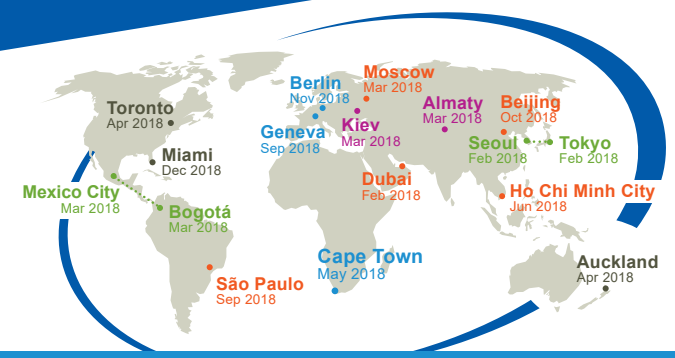 Moscow
Mar 2018
Berlin
Nov 2018
Toronto
Apr 2018
Almaty
Mar 2018
Beijing
Oct 2018
Geneva
Sep 2018
Kiev
Mar 2018
Seoul
Feb 2018
Tokyo
Feb 2018
Miami
Dec 2018
Dubai
Feb 2018
Mexico City
Mar 2018
Ho Chi Minh City
Jun 2018
Bogotá
Mar 2018
Cape Town
May 2018
Auckland
Apr 2018
São Paulo
Sep 2018